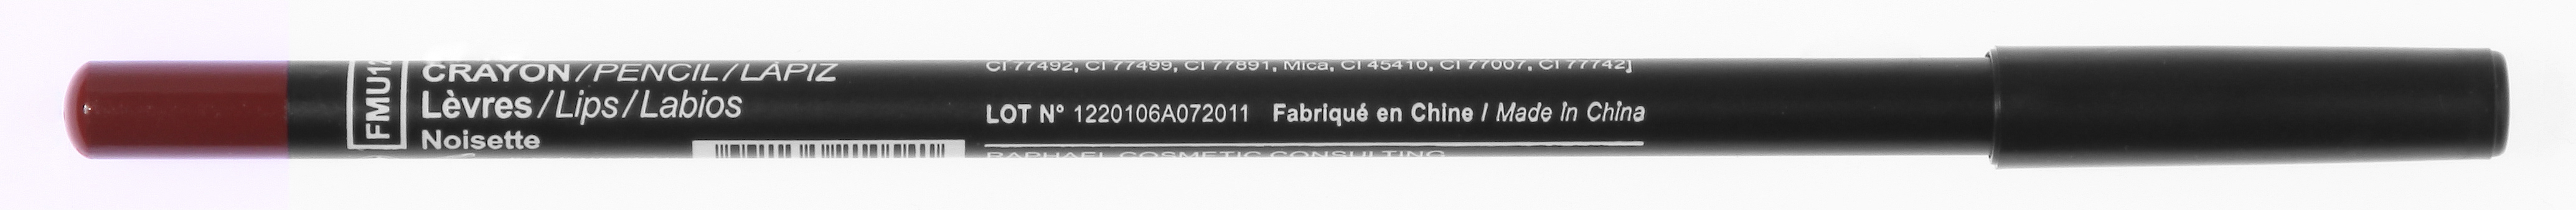 FMU12
CRAYON / PENCIL / LÁPIZ
Lèvres / Lips / Labios
Noisette
CI 77492, CI 77499, CI 77891, Mica, CI 45410, CI 77007, CI 77742]
LOT N° 1220106A072011 Fabriqué en Chine / Made in China
RAPHAEL COSMETIC CONSULTING